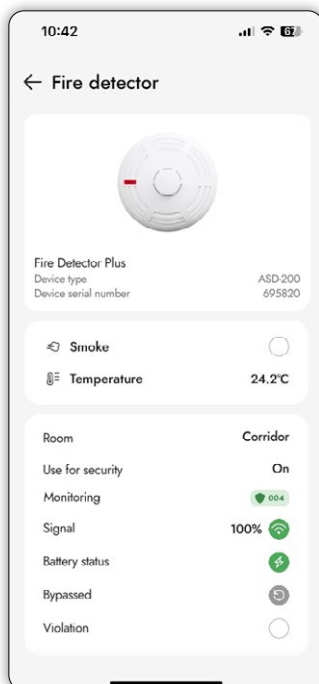 10:42
67
Fire detector
Fire Detector Plus
Device type ASD-200
Device serial number 695820
Smoke
Temperature 24.2°C
Room Corridor
Use for security On
Monitoring 004
Signal 100%
Battery status
Bypassed
Violation